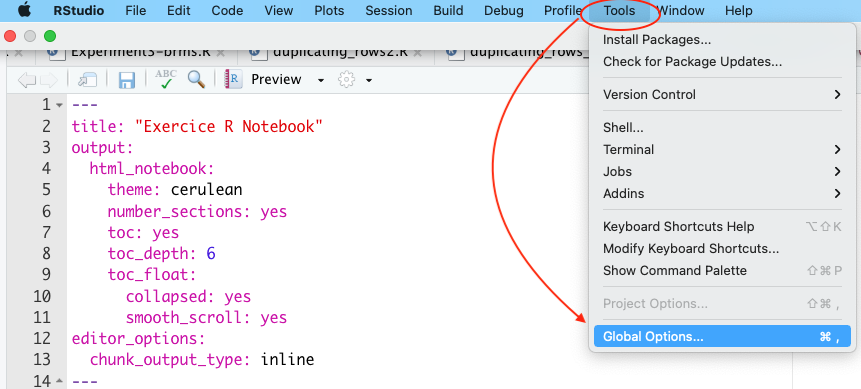 RStudio File Edit Code View Plots Session Build Debug Profile Tools Window Help
Experiment3-brms.R duplicating_rows2.R duplicating_rows_
ABC Preview
1 ---
2 title: "Exercice R Notebook"
3 output:
4 html_notebook:
5 theme: cerulean
6 number_sections: yes
7 toc: yes
8 toc_depth: 6
9 toc_float:
10 collapsed: yes
11 smooth_scroll: yes
12 editor_options:
13 chunk_output_type: inline
14 ---
Install Packages...
Check for Package Updates...
Version Control
Shell...
Terminal
Jobs
Addins
Keyboard Shortcuts Help ⌥⇧K
Modify Keyboard Shortcuts...
Show Command Palette ⇧⌘P
Project Options... ⇧⌘,
Global Options... ⌘,